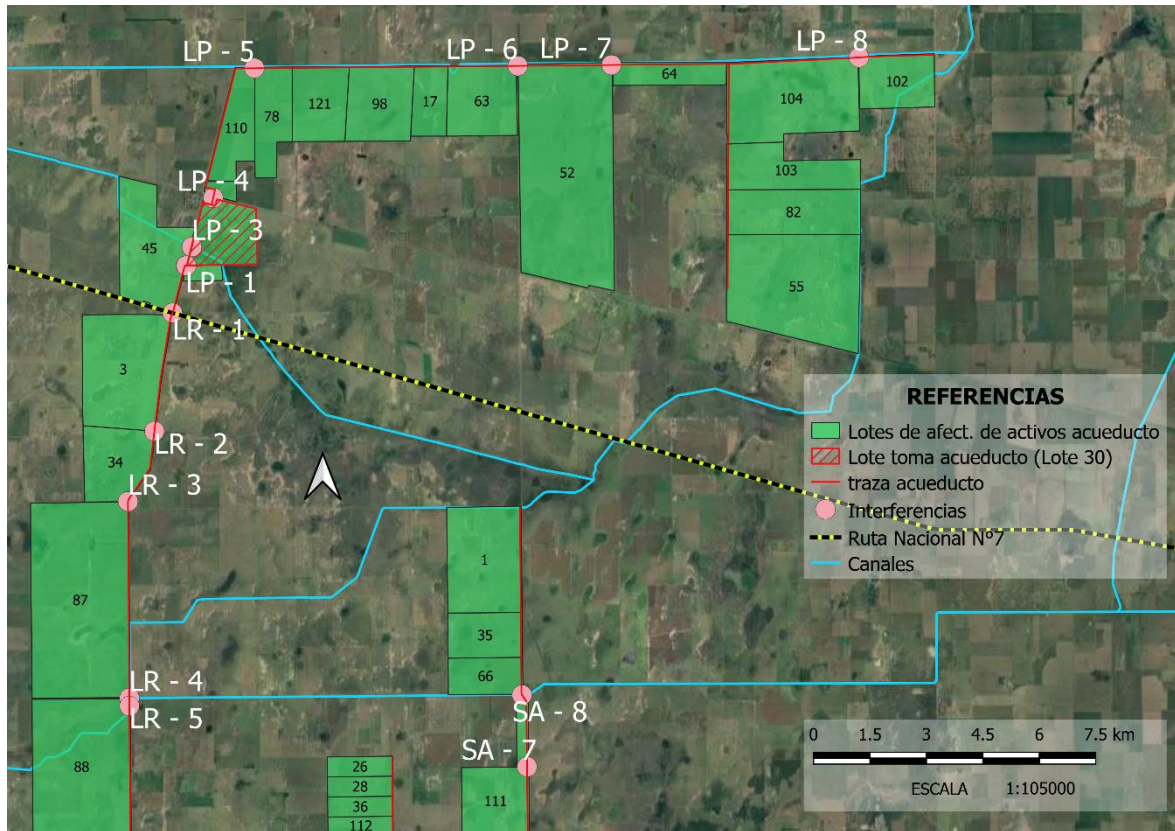 LP - 5
LP - 6
LP - 7
LP - 8
64
102
110
78
121
98
17
63
104
52
103
LP - 4
82
LP - 3
45
55
LP - 1
LR - 1
3
LR - 2
34
LR - 3
87
1
35
66
LR - 4
LR - 5
SA - 8
SA - 7
88
26
28
36
112
111
REFERENCIAS
Lotes de afect. de activos acueducto
Lote toma acueducto (Lote 30)
traza acueducto
Interferencias
Ruta Nacional N°7
Canales
0 1.5 3 4.5 6 7.5 km
ESCALA 1:105000